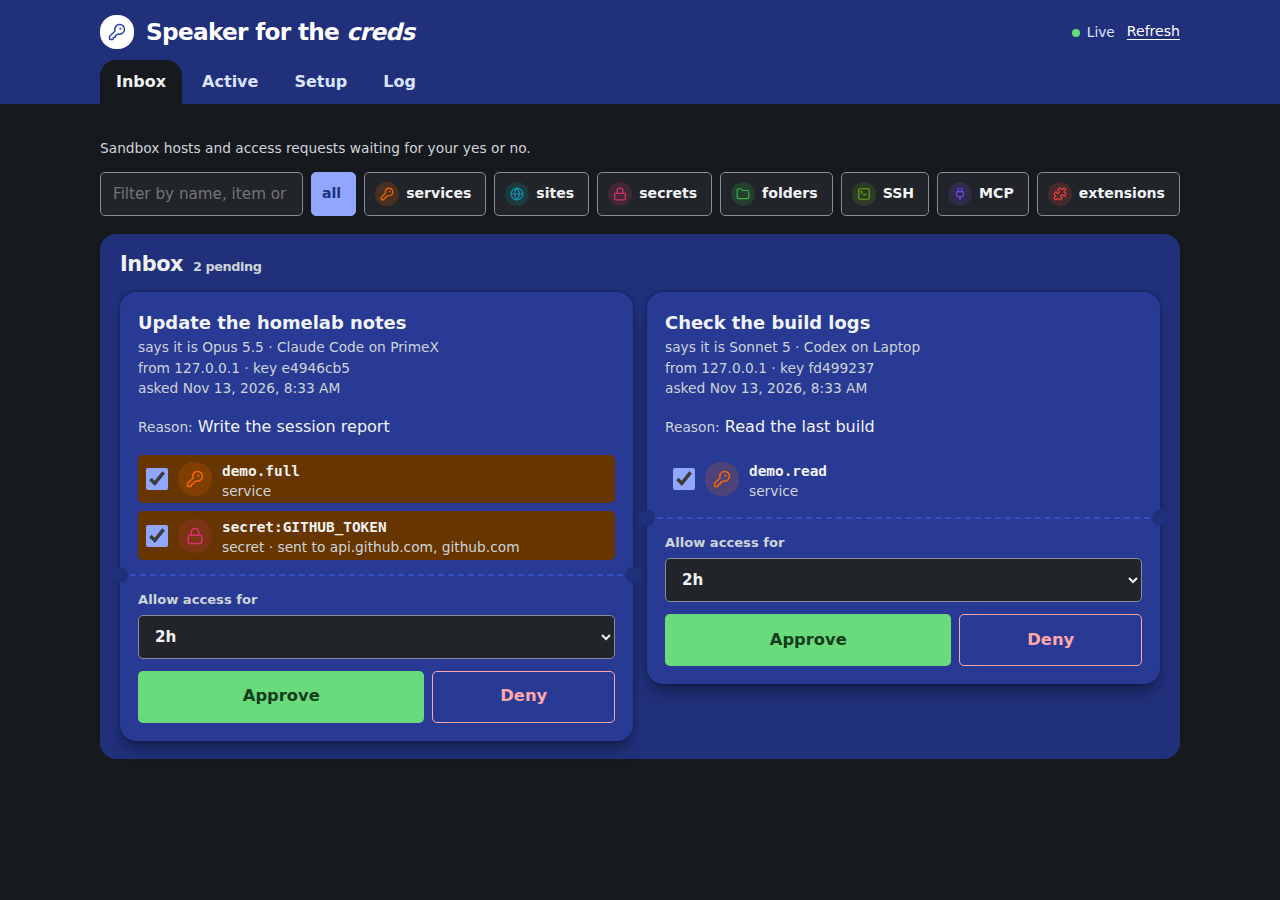 Speaker for the creds
Live Refresh
Inbox Active Setup Log
Sandbox hosts and access requests waiting for your yes or no.
Filter by name, item or all services sites secrets folders SSH MCP extensions
Inbox 2 pending
Update the homelab notes
says it is Opus 5.5 · Claude Code on PrimeX
from 127.0.0.1 · key e4946cb5
asked Nov 13, 2026, 8:33 AM
Reason: Write the session report
demo.full
service
secret:GITHUB_TOKEN
secret · sent to api.github.com, github.com
Allow access for
2h
Approve Deny
Check the build logs
says it is Sonnet 5 · Codex on Laptop
from 127.0.0.1 · key fd499237
asked Nov 13, 2026, 8:33 AM
Reason: Read the last build
demo.read
service
Allow access for
2h
Approve Deny